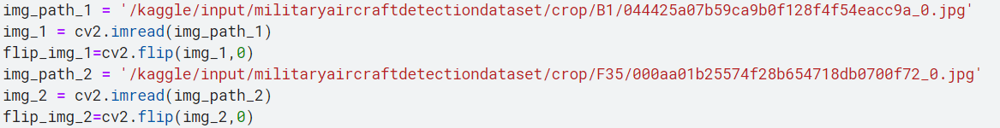 img_path_1 = '/kaggle/input/militaryaircraftdetectiondataset/crop/B1/044425a07b59ca9b0f128f4f54eacc9a_0.jpg'
img_1 = cv2.imread(img_path_1)
flip_img_1=cv2.flip(img_1,0)
img_path_2 = '/kaggle/input/militaryaircraftdetectiondataset/crop/F35/000aa01b25574f28b654718db0700f72_0.jpg'
img_2 = cv2.imread(img_path_2)
flip_img_2=cv2.flip(img_2,0)